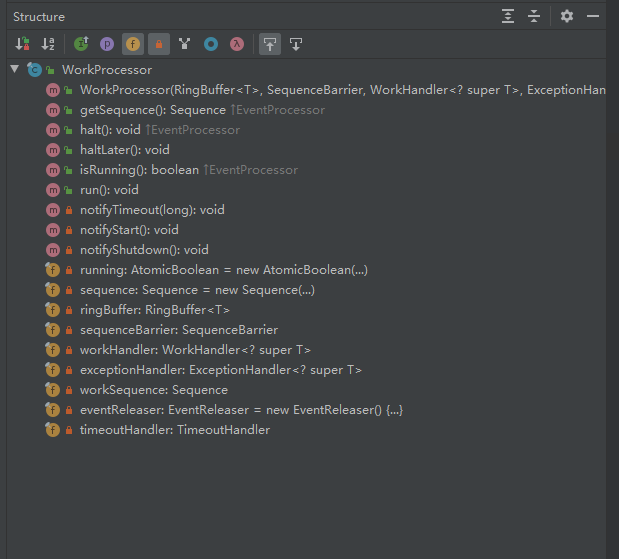 Structure
WorkProcessor
WorkProcessor(RingBuffer<T>, SequenceBarrier, WorkHandler<? super T>, ExceptionHan
getSequence(): Sequence ↑EventProcessor
halt(): void ↑EventProcessor
haltLater(): void
isRunning(): boolean ↑EventProcessor
run(): void
notifyTimeout(long): void
notifyStart(): void
notifyShutdown(): void
running: AtomicBoolean = new AtomicBoolean(...)
sequence: Sequence = new Sequence(...)
ringBuffer: RingBuffer<T>
sequenceBarrier: SequenceBarrier
workHandler: WorkHandler<? super T>
exceptionHandler: ExceptionHandler<? super T>
workSequence: Sequence
eventReleaser: EventReleaser = new EventReleaser() {...}
timeoutHandler: TimeoutHandler